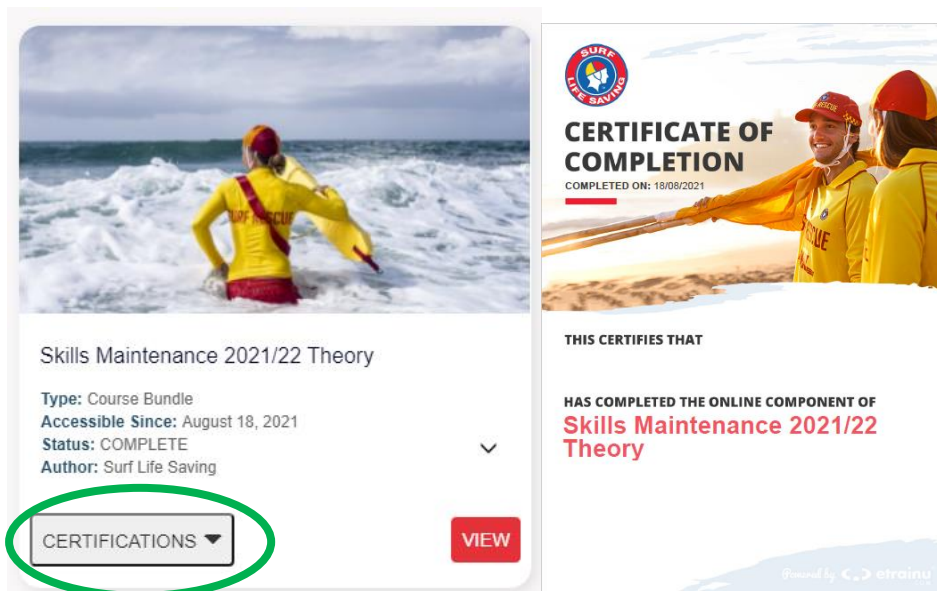 SURF RESCUE
Skills Maintenance 2021/22 Theory
Type: Course Bundle
Accessible Since: August 18, 2021
Status: COMPLETE
Author: Surf Life Saving
CERTIFICATIONS
VIEW
SURF
LIFE SAVING
CERTIFICATE OF
COMPLETION
COMPLETED ON: 18/08/2021
THIS CERTIFIES THAT
HAS COMPLETED THE ONLINE COMPONENT OF
Skills Maintenance 2021/22
Theory
Powered by etrainu